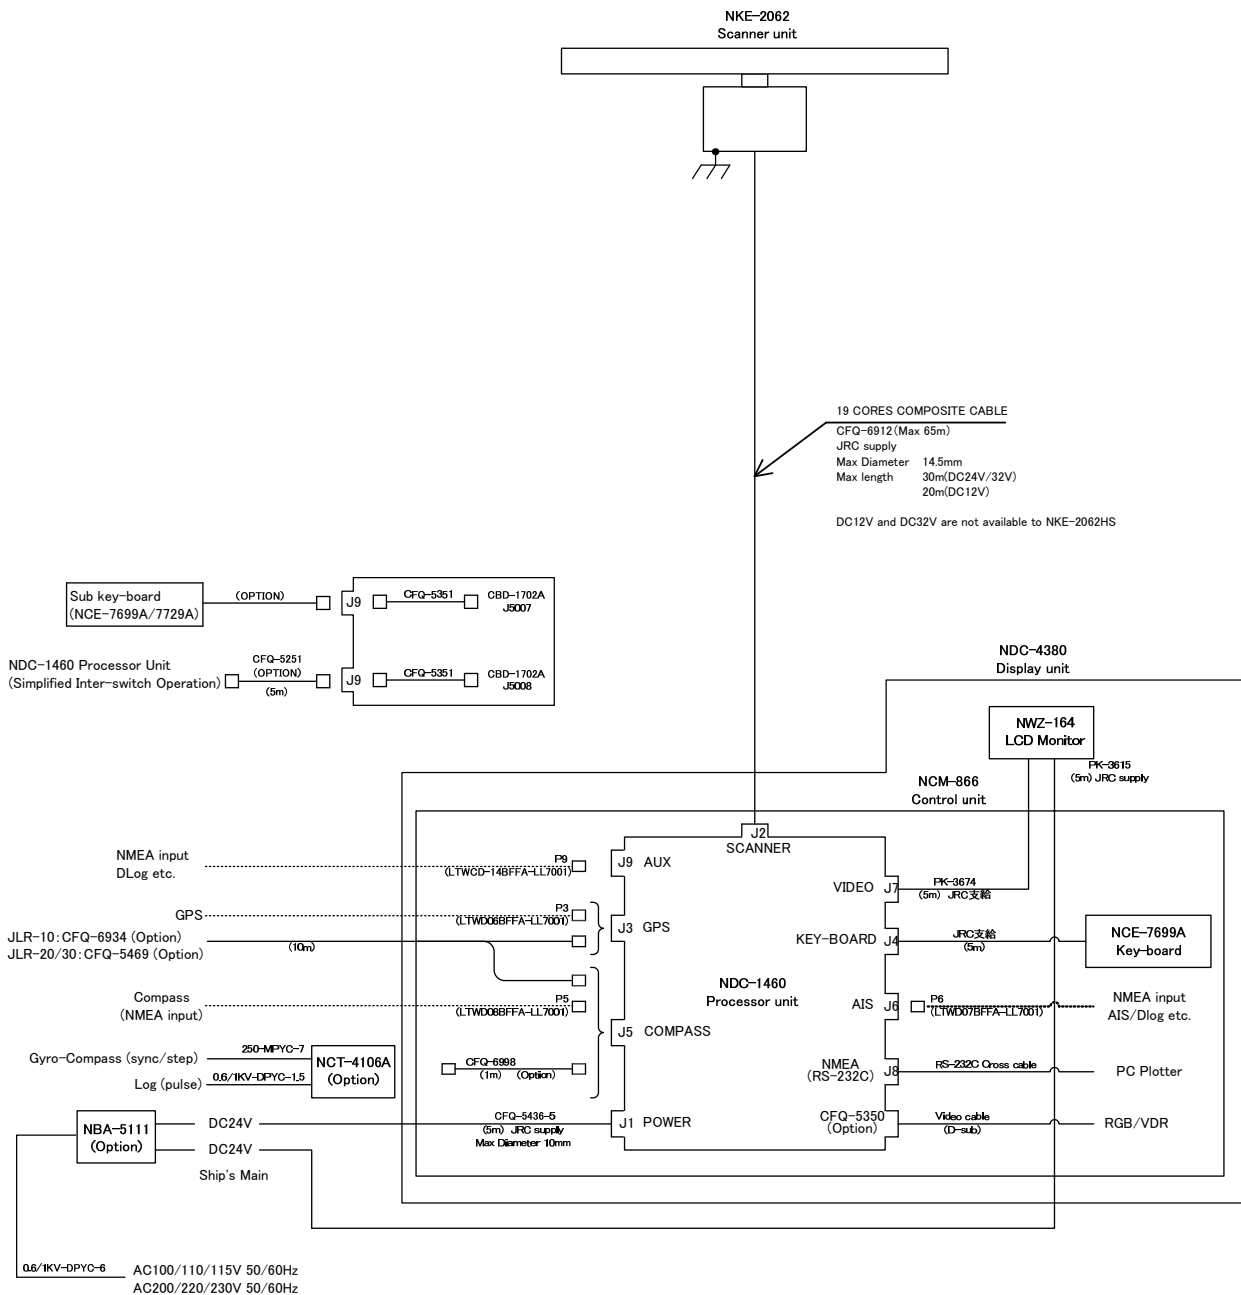 NKE-2062
Scanner unit
19 CORES COMPOSITE CABLE
CFQ-6912(Max 65m)
JRC supply
Max Diameter 14.5mm
Max length 30m(DC24V/32V)
20m(DC12V)
DC12V and DC32V are not available to NKE-2062HS
Sub key-board
(NCE-7699A/7729A)
(OPTION)
J9
CFQ-5351
CBD-1702A
J5007
NDC-1460 Processor Unit
(Simplified Inter-switch Operation)
CFQ-5251
(OPTION)
(5m)
J9
CFQ-5351
CBD-1702A
J5008
NDC-4380
Display unit
NWZ-164
LCD Monitor
PK-3615
(5m) JRC supply
NCM-866
Control unit
J2
SCANNER
NMEA input
DLog etc.
P9
(LTWCD-14BFFA-LL7001)
J9 AUX
VIDEO J7
PK-3674
(5m) JRC支給
GPS
P3
(LTWD06BFFA-LL7001)
J3 GPS
JLR-10:CFQ-6934 (Option)
JLR-20/30:CFQ-5469 (Option)
(10m)
KEY-BOARD J4
JRC支給
(5m)
NCE-7699A
Key-board
NDC-1460
Processor unit
Compass
(NMEA input)
P5
(LTWD08BFFA-LL7001)
J5 COMPASS
AIS J6
P6
(LTWD07BFFA-LL7001)
NMEA input
AIS/Dlog etc.
Gyro-Compass (sync/step)
250-MPYC-7
Log (pulse)
0.6/1KV-DPYC-1.5
NCT-4106A
(Option)
CFQ-6998
(1m) (Optiion)
NMEA
(RS-232C) J8
RS-232C Cross cable
PC Plotter
NBA-5111
(Option)
DC24V
DC24V
Ship's Main
CFQ-5436-5
(5m) JRC supply
Max Diameter 10mm
J1 POWER
CFQ-5350
(Option)
Video cable
(D-sub)
RGB/VDR
0.6/1KV-DPYC-6
AC100/110/115V 50/60Hz
AC200/220/230V 50/60Hz